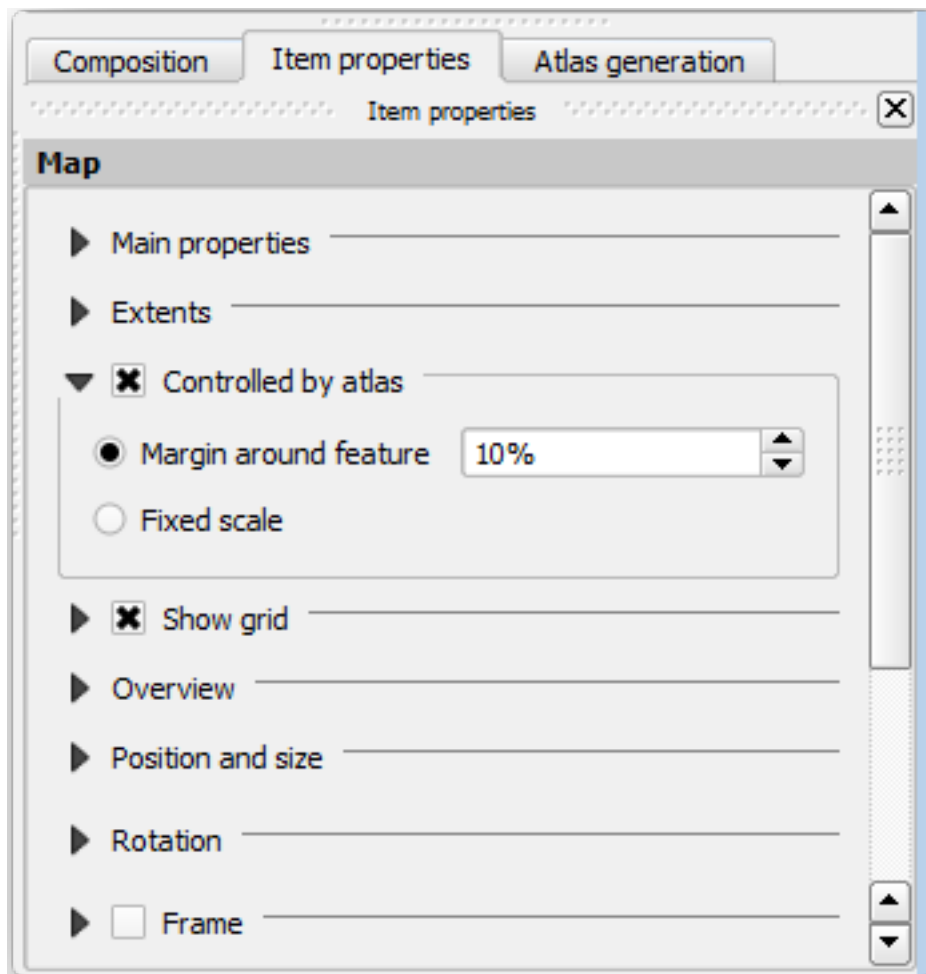 Composition Item properties Atlas generation
Item properties
Map
Main properties
Extents
Controlled by atlas
Margin around feature 10%
Fixed scale
Show grid
Overview
Position and size
Rotation
Frame